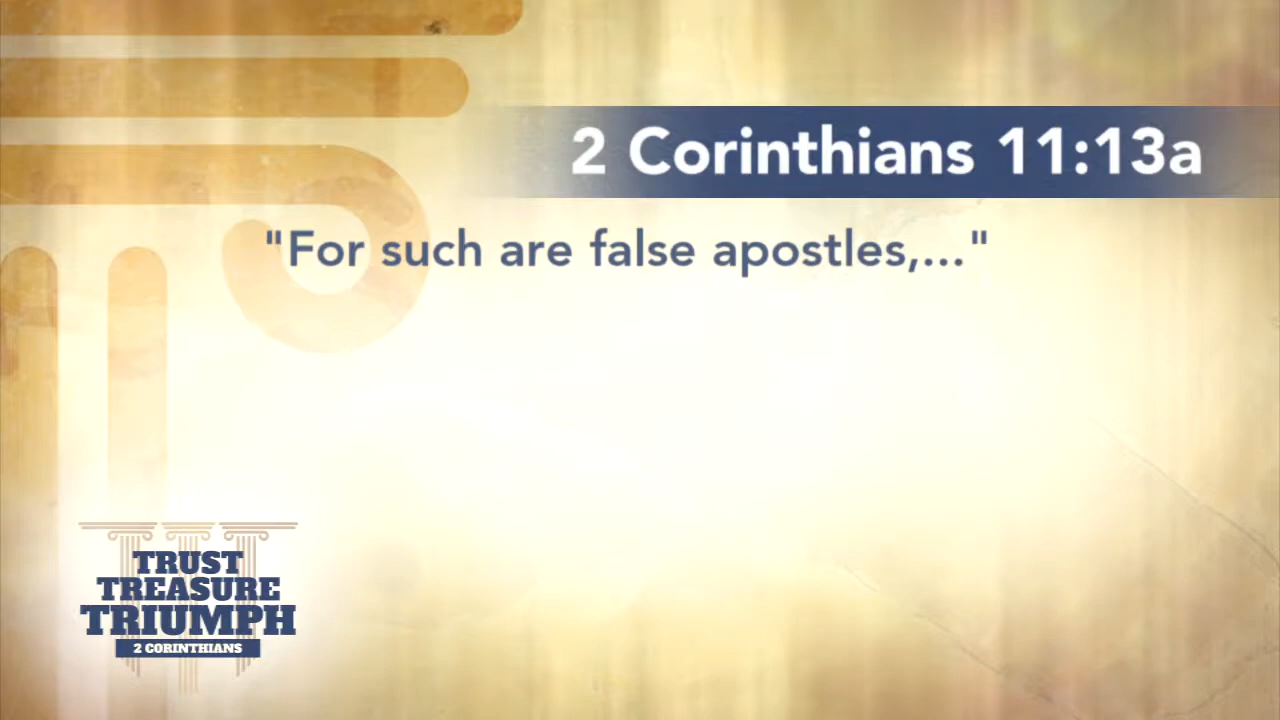 2 Corinthians 11:13a
"For such are false apostles,..."
TRUST
TREASURE
TRIUMPH
2 CORINTHIANS